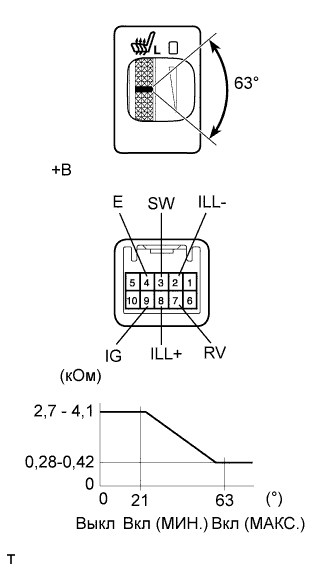 L
63°
+B
E SW ILL-
5 4 3 2 1
10 9 8 7 6
IG ILL+ RV
(кОм)
2,7 - 4,1
0,28-0,42
0
0 21 63 (°)
Выкл Вкл (МИН.) Вкл (МАКС.)
T